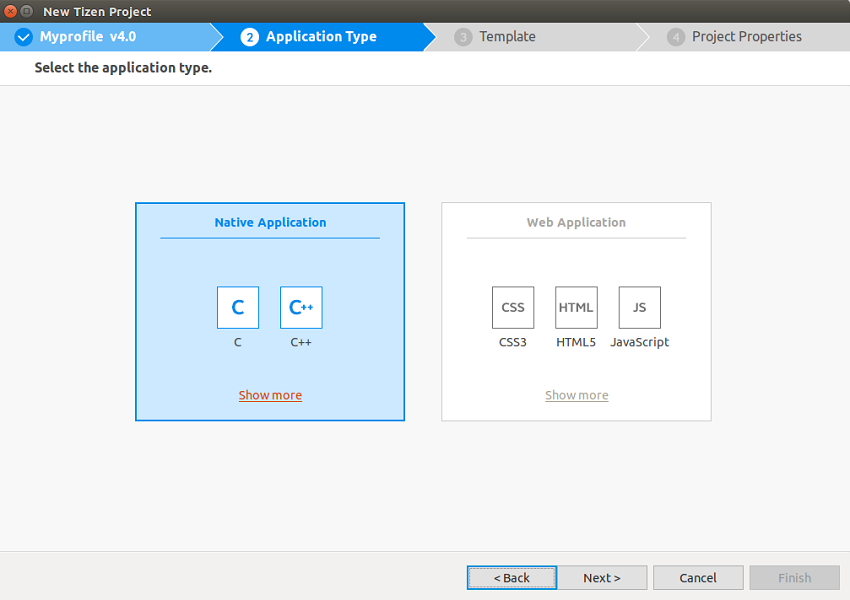 New Tizen Project
Myprofile v4.0
2 Application Type
3 Template
4 Project Properties
Select the application type.
Native Application
C
C++
C
C++
Show more
Web Application
CSS
HTML
JS
CSS3
HTML5
JavaScript
Show more
< Back
Next >
Cancel
Finish